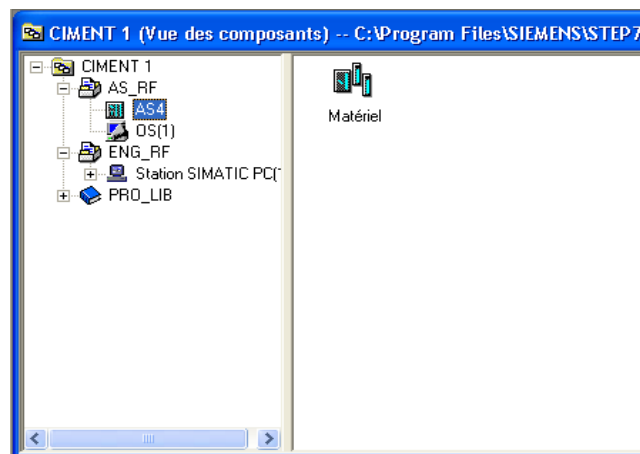 CIMENT 1 (Vue des composants) -- C:\Program Files\SIEMENS\STEP7
CIMENT 1
AS_RF
AS4
OS(1)
ENG_RF
Station SIMATIC PC(
PRO_LIB
Matériel